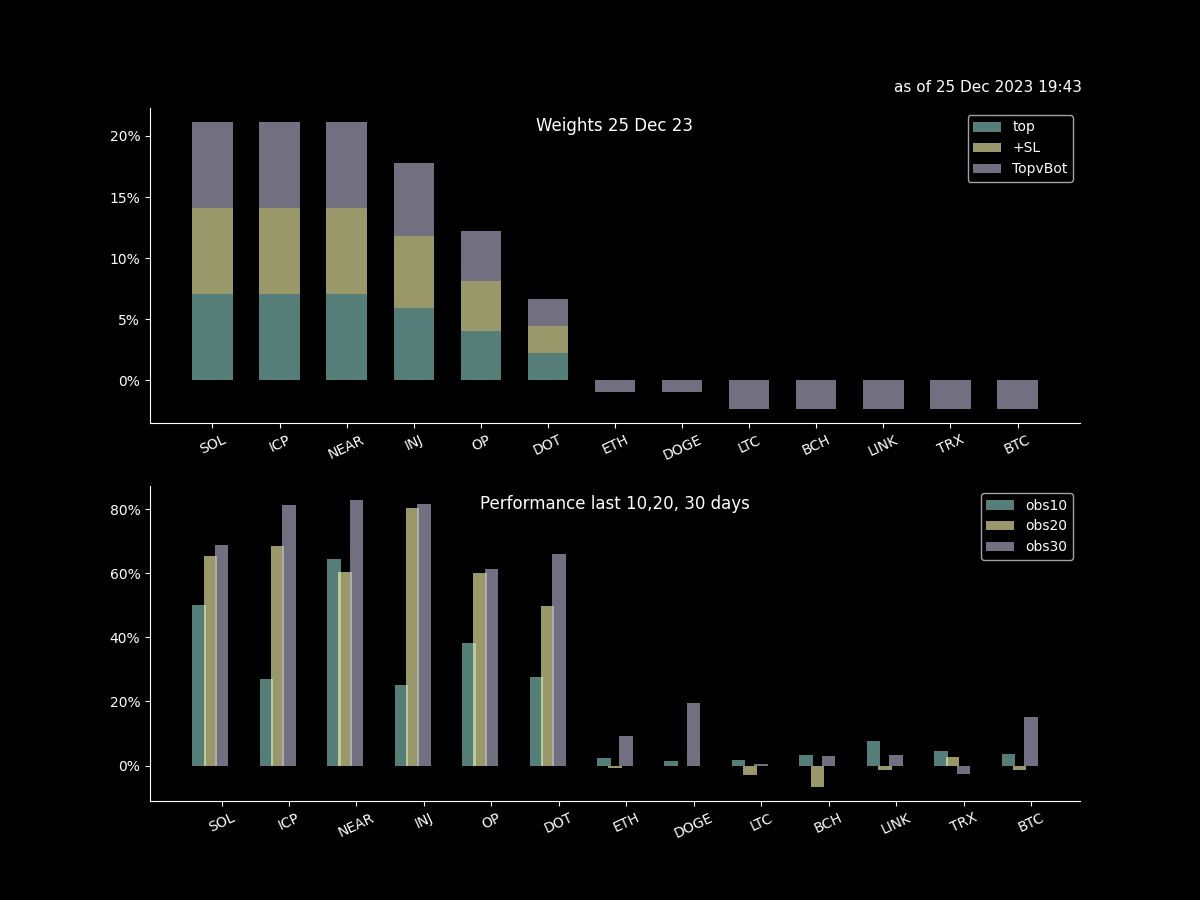 as of 25 Dec 2023 19:43
Weights 25 Dec 23
top
+SL
TopvBot
20%
15%
10%
5%
0%
SOL ICP NEAR INJ OP DOT ETH DOGE LTC BCH LINK TRX BTC
Performance last 10,20, 30 days
obs10
obs20
obs30
80%
60%
40%
20%
0%
SOL ICP NEAR INJ OP DOT ETH DOGE LTC BCH LINK TRX BTC